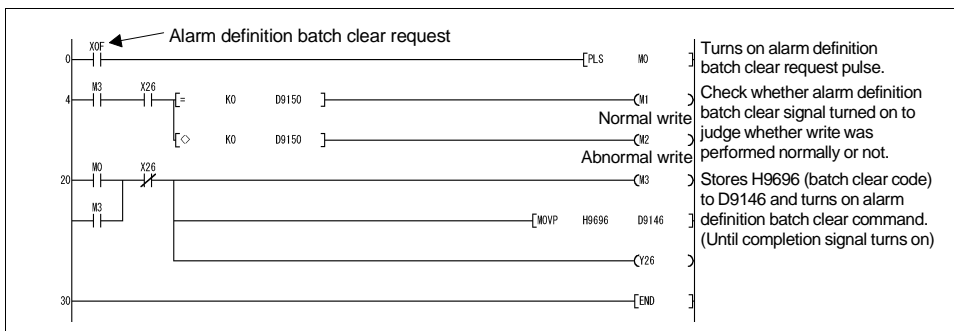 X0F Alarm definition batch clear request
0 PLS M0 Turns on alarm definition
batch clear request pulse.
M3 X26 Check whether alarm definition
4 = K0 D9150 M1 batch clear signal turned on to
Normal write judge whether write was
<> K0 D9150 M2 performed normally or not.
Abnormal write
M0 X26 Stores H9696 (batch clear code)
20 M3 to D9146 and turns on alarm
M3 MOVP H9696 D9146 definition batch clear command.
(Until completion signal turns on)
Y26
30 END